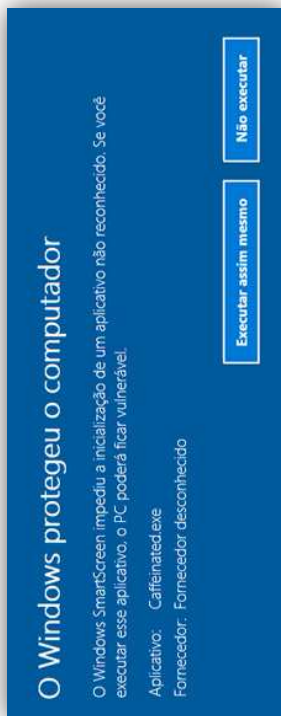 O Windows protegeu o computador
O Windows SmartScreen impediu a inicialização de um aplicativo não reconhecido. Se você
executar esse aplicativo, o PC poderá ficar vulnerável.
Aplicativo: Caffeinated.exe
Fornecedor: Fornecedor desconhecido
Executar assim mesmo
Não executar